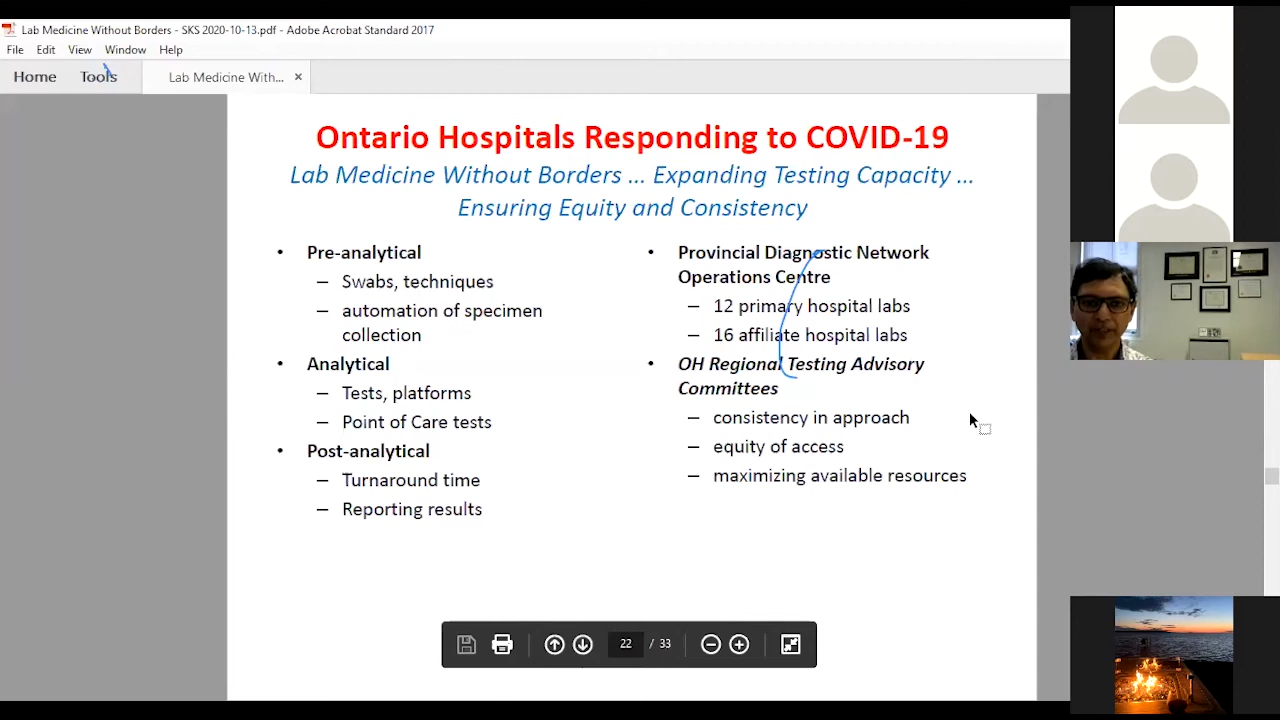 Lab Medicine Without Borders - SKS 2020-10-13.pdf - Adobe Acrobat Standard 2017
File Edit View Window Help
Home Tools Lab Medicine With... ×
Ontario Hospitals Responding to COVID-19
Lab Medicine Without Borders ... Expanding Testing Capacity ...
Ensuring Equity and Consistency
• Pre-analytical
– Swabs, techniques
– automation of specimen
collection
• Analytical
– Tests, platforms
– Point of Care tests
• Post-analytical
– Turnaround time
– Reporting results
• Provincial Diagnostic Network
Operations Centre
– 12 primary hospital labs
– 16 affiliate hospital labs
• OH Regional Testing Advisory
Committees
– consistency in approach
– equity of access
– maximizing available resources
22 / 33